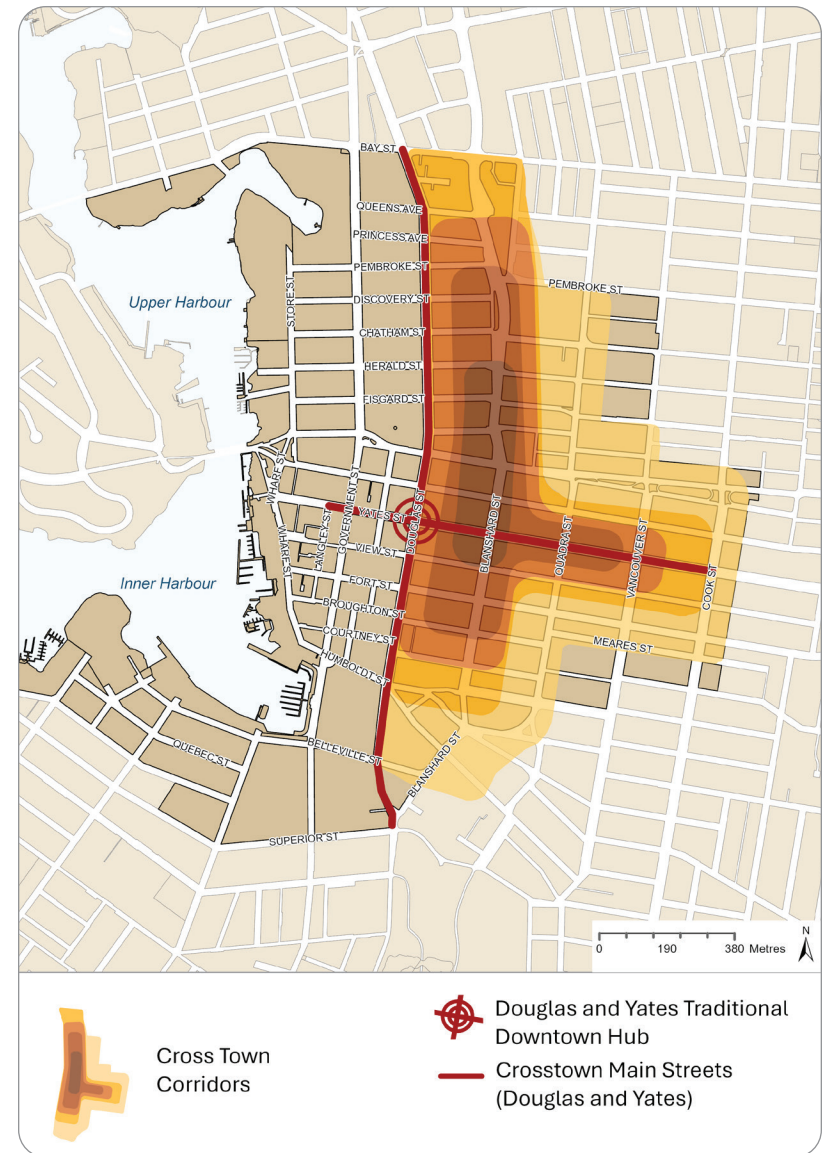 BAY ST
QUEENS AVE
PRINCESS AVE
PEMBROKE ST
PEMBROKE ST
Upper Harbour
STORE ST
DISCOVERY ST
CHATHAM ST
HERALD ST
FISGARD ST
WHARF ST
GOVERNMENT ST
YATES ST
DOUGLAS ST
BLANSHARD ST
LANGLEY ST
QUADRA ST
VANCOUVER ST
COOK ST
WHARF ST
VIEW ST
Inner Harbour
FORT ST
BROUGHTON ST
COURTNEY ST
MEARES ST
HUMBOLDT ST
QUEBEC ST
BELLEVILLE ST
BLANSHARD ST
SUPERIOR ST
N
0 190 380 Metres
Cross Town
Corridors
Douglas and Yates Traditional
Downtown Hub
Crosstown Main Streets
(Douglas and Yates)